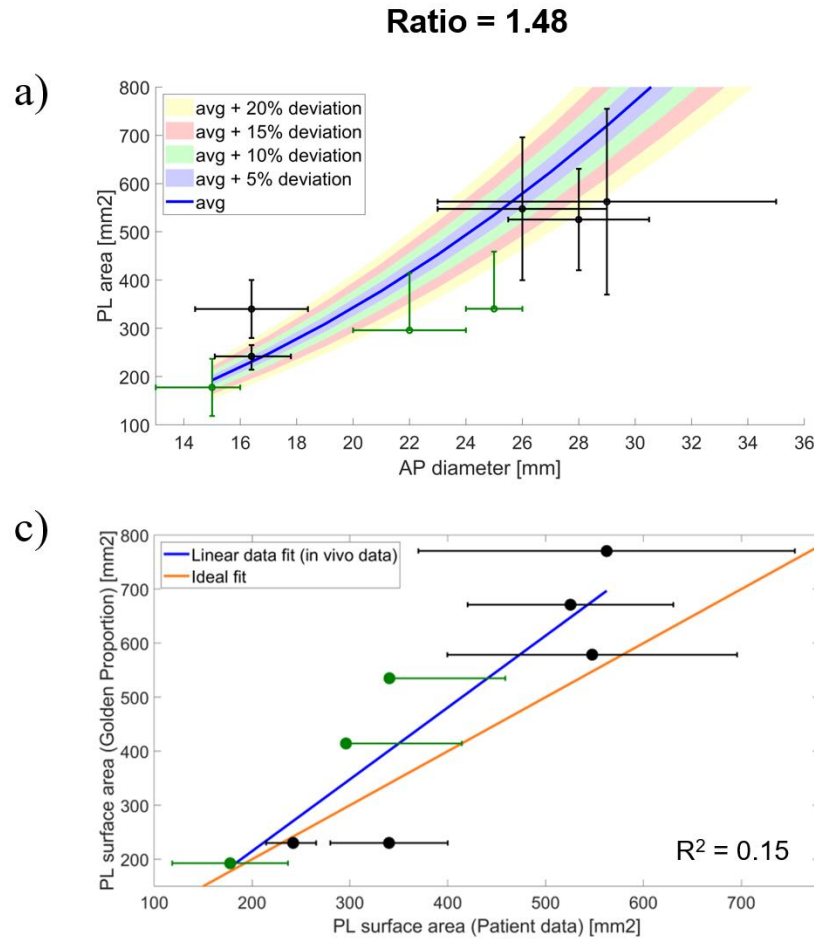 Ratio = 1.48
a)
avg + 20% deviation
avg + 15% deviation
avg + 10% deviation
avg + 5% deviation
avg
PL area [mm2]
800
700
600
500
400
300
200
100
14 16 18 20 22 24 26 28 30 32 34 36
AP diameter [mm]
c)
Linear data fit (in vivo data)
Ideal fit
PL surface area (Golden Proportion) [mm2]
800
700
600
500
400
300
200
R² = 0.15
100 200 300 400 500 600 700
PL surface area (Patient data) [mm2]